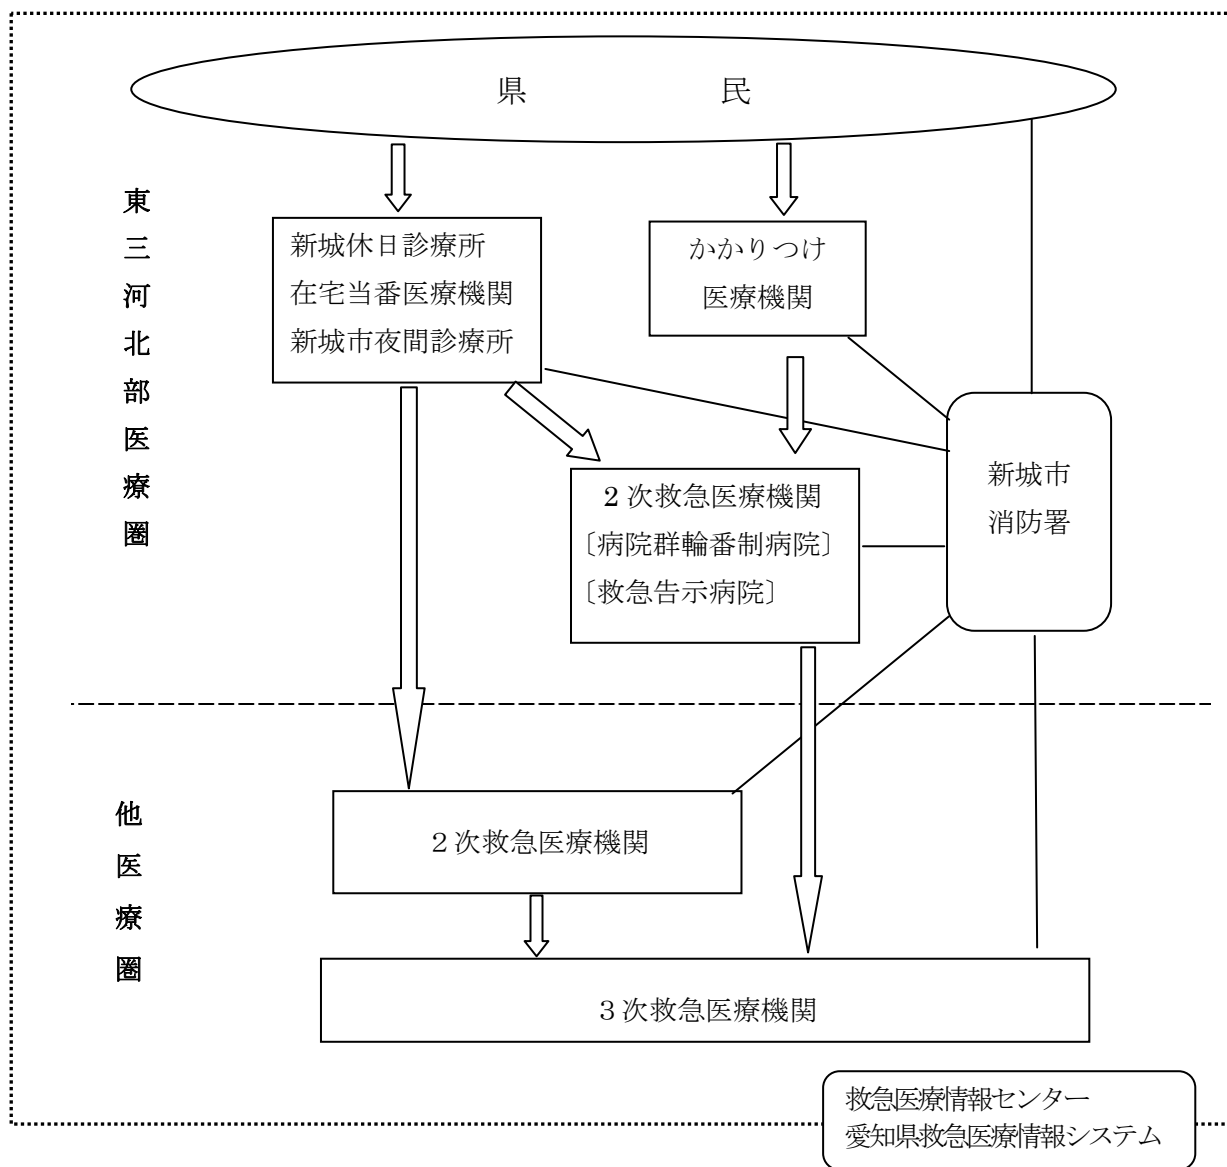 県　　民
東三河北部医療圏
新城休日診療所
在宅当番医療機関
新城市夜間診療所
かかりつけ
医療機関
２次救急医療機関
〔病院群輪番制病院〕
〔救急告示病院〕
新城市
消防署
他医療圏
２次救急医療機関
３次救急医療機関
救急医療情報センター
愛知県救急医療情報システム